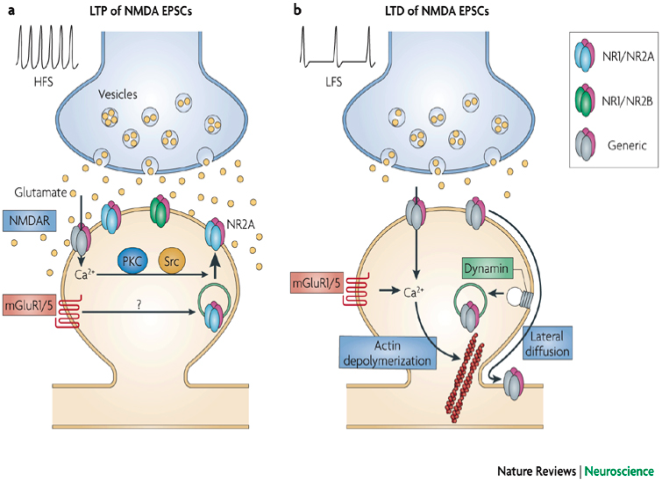 a
LTP of NMDA EPSCs
HFS
Vesicles
Glutamate
NMDAR
NR2A
Ca²⁺
PKC
Src
mGluR1/5
?
b
LTD of NMDA EPSCs
LFS
mGluR1/5
Ca²⁺
Dynamin
Actin
depolymerization
Lateral
diffusion
NR1/NR2A
NR1/NR2B
Generic
Nature Reviews | Neuroscience